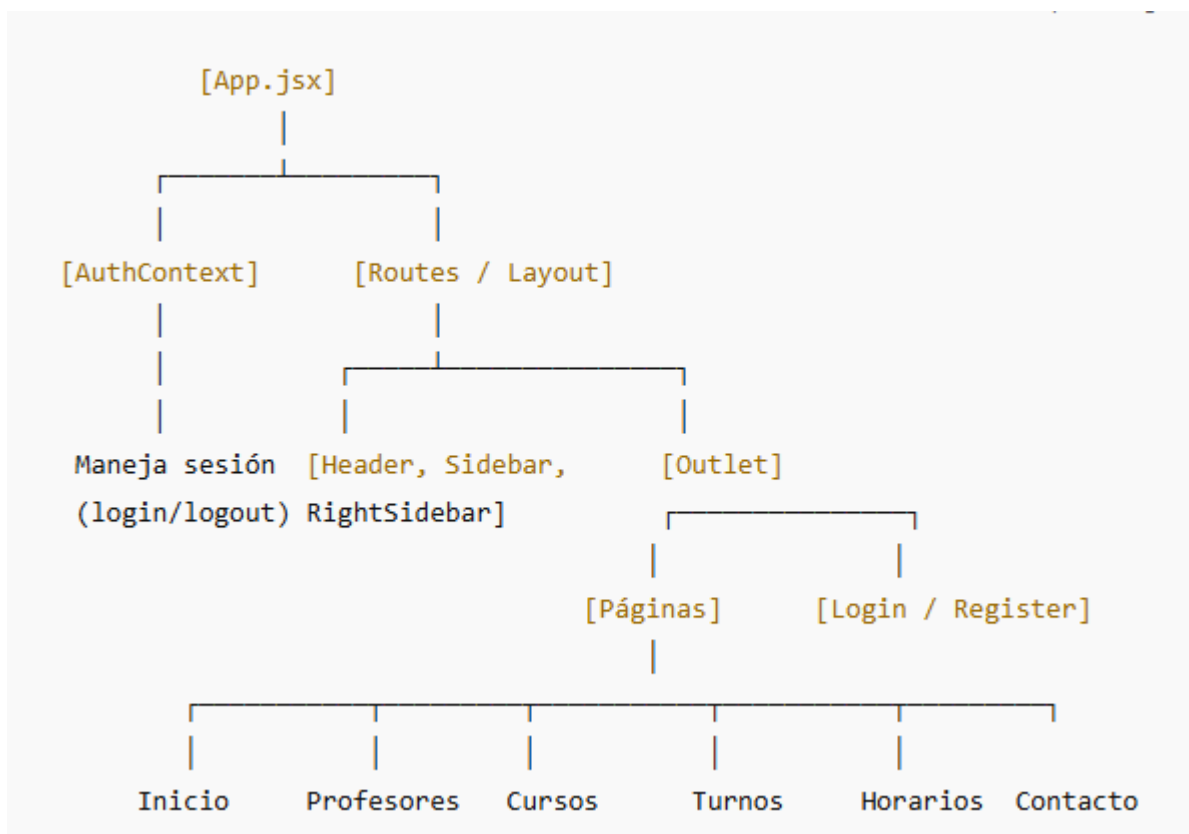 [App.jsx]
[AuthContext] [Routes / Layout]
Maneja sesión [Header, Sidebar, [Outlet]
(login/logout) RightSidebar]
[Páginas] [Login / Register]
Inicio Profesores Cursos Turnos Horarios Contacto